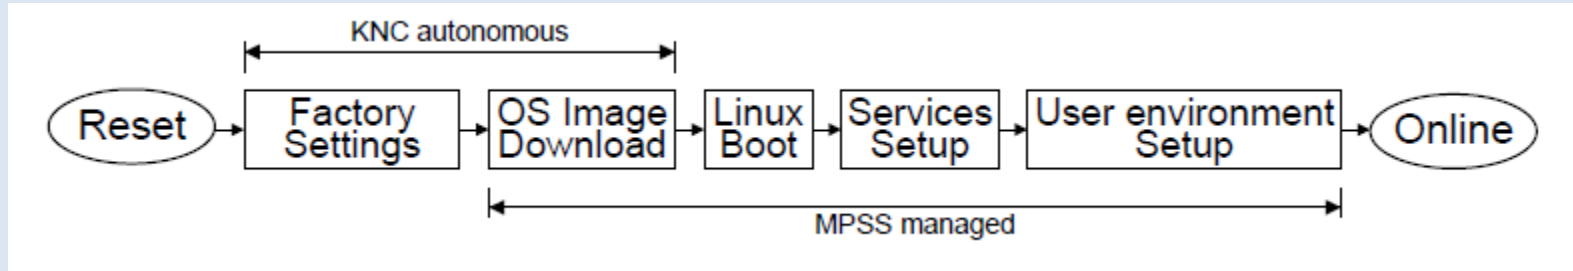 KNC autonomous
Reset
Factory
Settings
OS Image
Download
Linux
Boot
Services
Setup
User environment
Setup
Online
MPSS managed